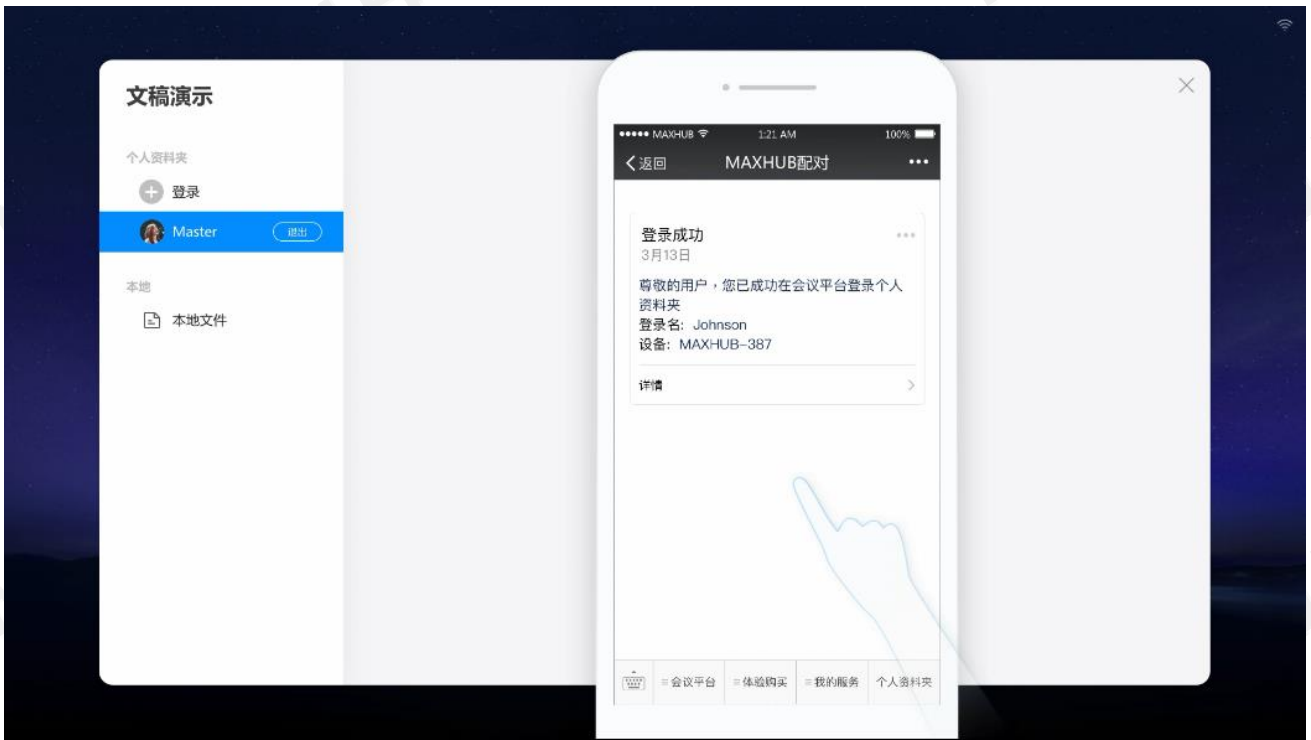 文稿演示
个人资料夹
登录
Master
退出
本地
本地文件
MAXHUB
1:21 AM
100%
返回
MAXHUB配对
登录成功
3月13日
尊敬的用户，您已成功在会议平台登录个人
资料夹
登录名: Johnson
设备: MAXHUB-387
详情
会议平台
体验购买
我的服务
个人资料夹